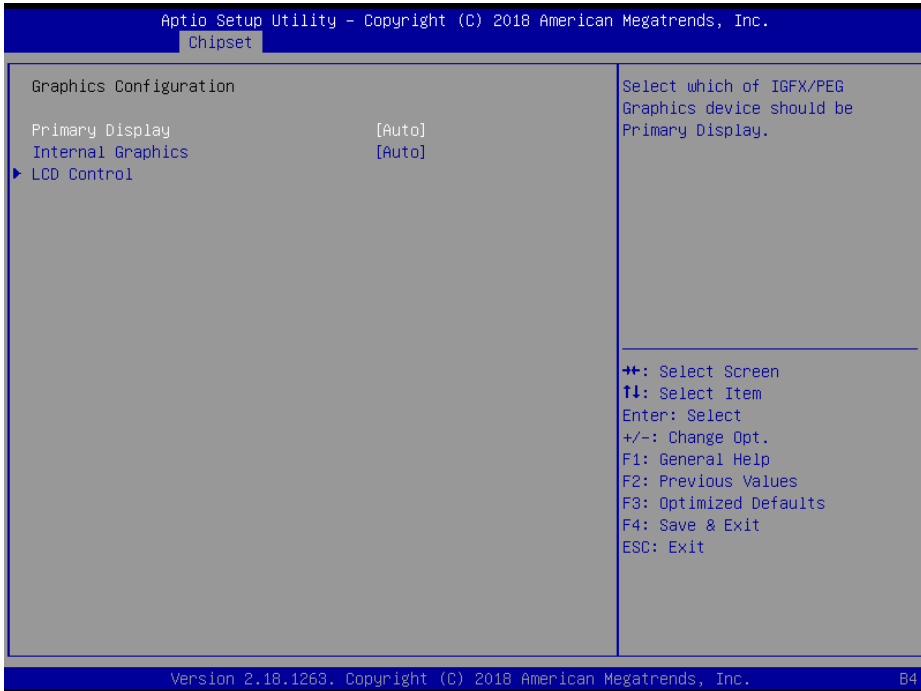 Aptio Setup Utility – Copyright (C) 2018 American Megatrends, Inc.
Chipset
Graphics Configuration
Primary Display [Auto]
Internal Graphics [Auto]
LCD Control
Select which of IGFX/PEG
Graphics device should be
Primary Display.
→←: Select Screen
↑↓: Select Item
Enter: Select
+/-: Change Opt.
F1: General Help
F2: Previous Values
F3: Optimized Defaults
F4: Save & Exit
ESC: Exit
Version 2.18.1263. Copyright (C) 2018 American Megatrends, Inc.
B4